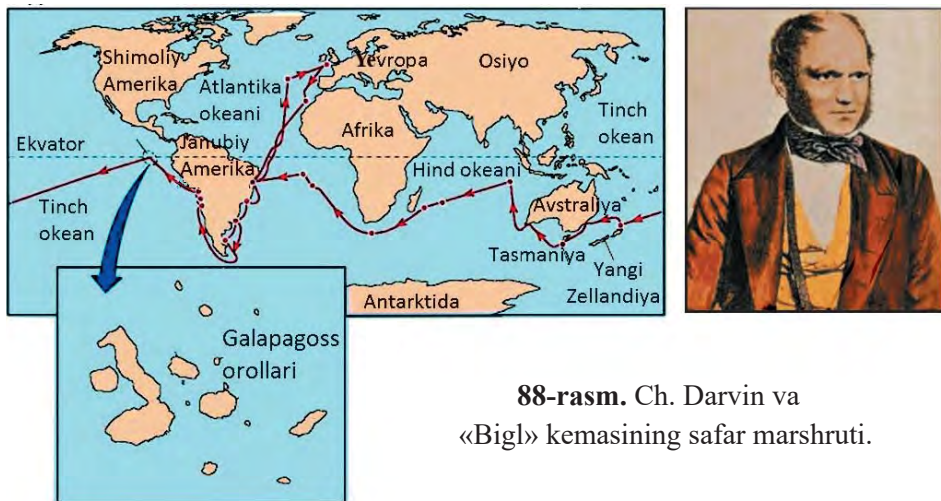 Shimoliy
Amerika
Atlantika
okeani
Yevropa
Osiyo
Afrika
Tinch
okean
Ekvator
Janubiy
Amerika
Hind okeani
Tinch
okean
Avstraliya
Tasmaniya
Yangi
Zellandiya
Antarktida
Galapagoss
orollari
88-rasm. Ch. Darvin va
«Bigl» kemasining safar marshruti.